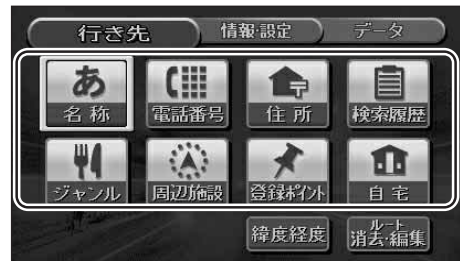 行き先 情報・設定 データ
あ
名称 電話番号 住所 検索履歴
ジャンル 周辺施設 登録ポイント 自宅
緯度経度 ルート
消去・編集